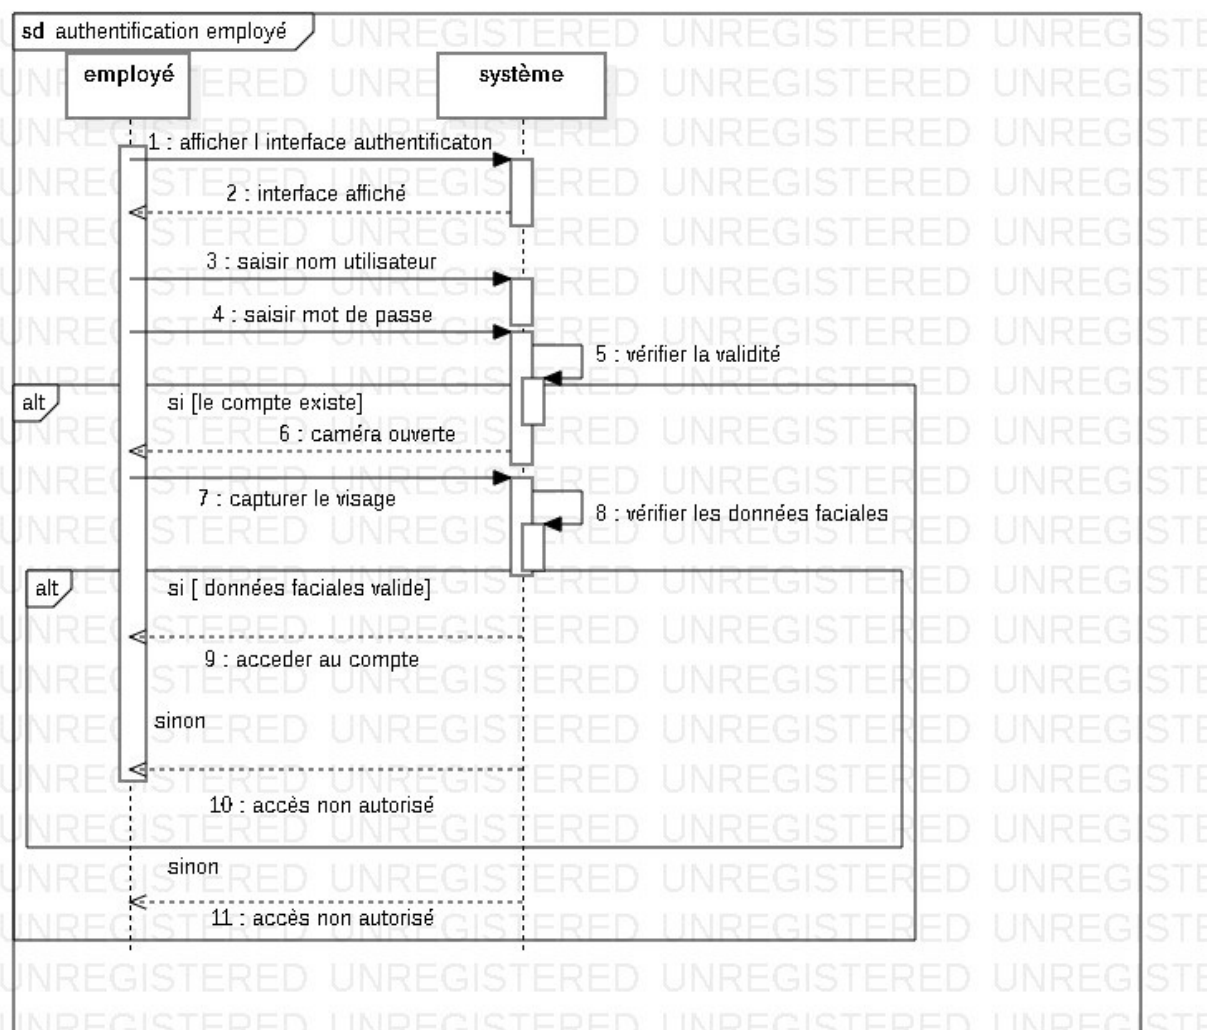 sd authentification employé
employé
système
1 : afficher l interface authentificaton
2 : interface affiché
3 : saisir nom utilisateur
4 : saisir mot de passe
5 : vérifier la validité
alt
si [le compte existe]
6 : caméra ouverte
7 : capturer le visage
8 : vérifier les données faciales
alt
si [ données faciales valide]
9 : acceder au compte
sinon
10 : accès non autorisé
sinon
11 : accès non autorisé
UNREGISTERED